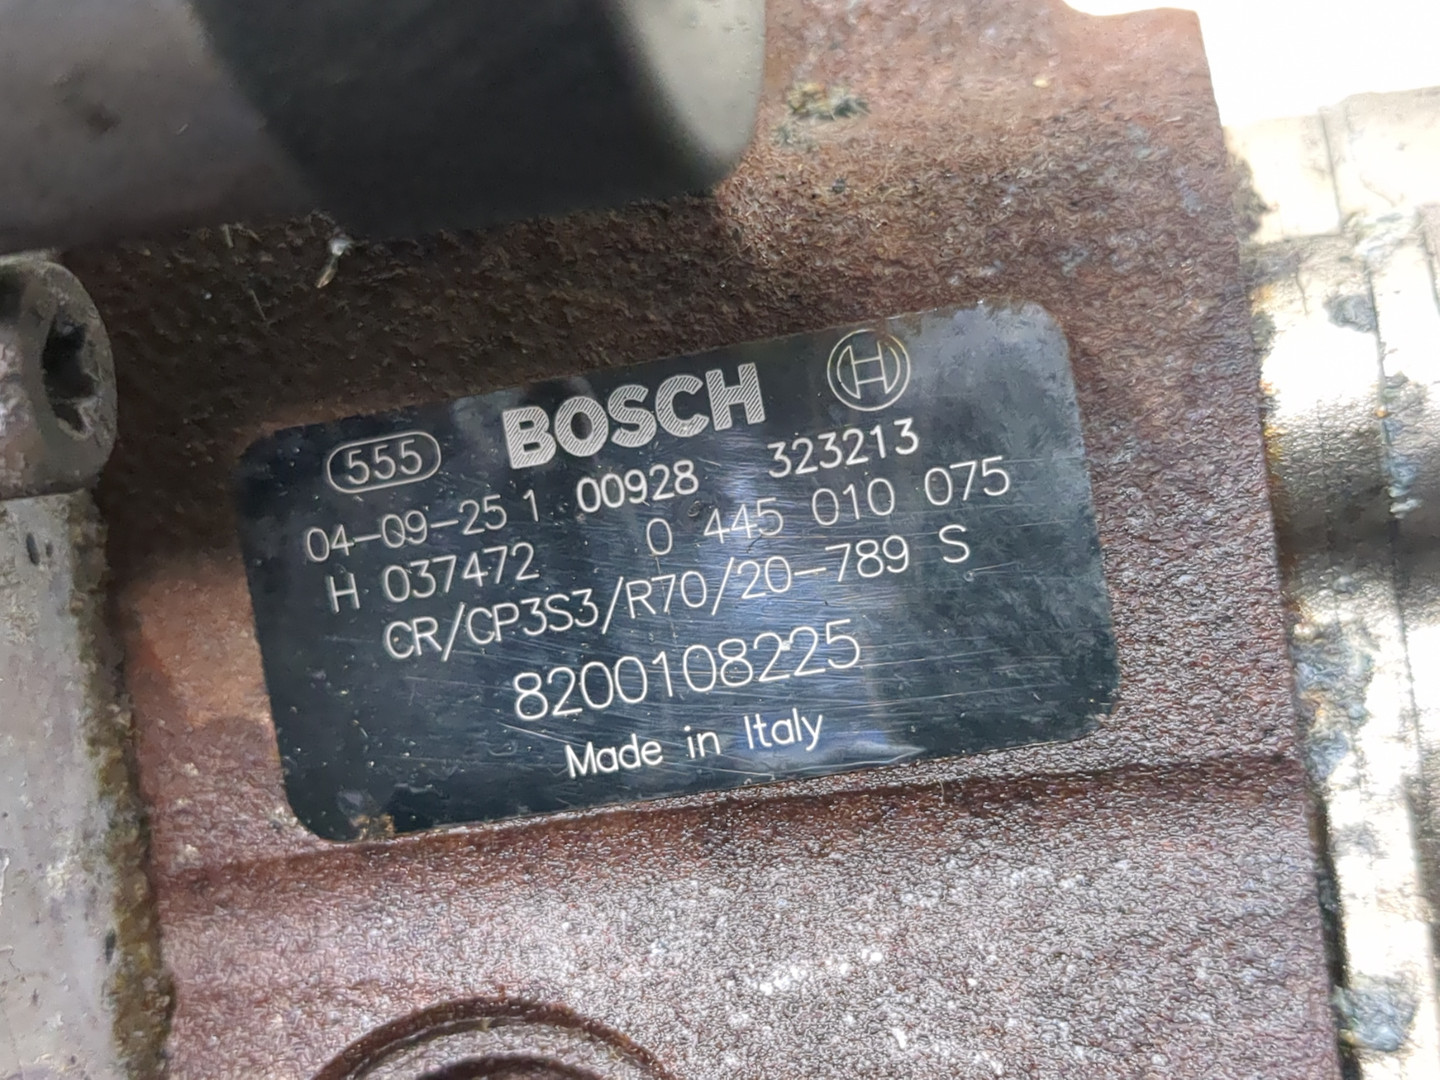 555 BOSCH H
04-09-25 1 00928 323213
H 037472 0 445 010 075
CR/CP3S3/R70/20-789 S
8200108225
Made in Italy